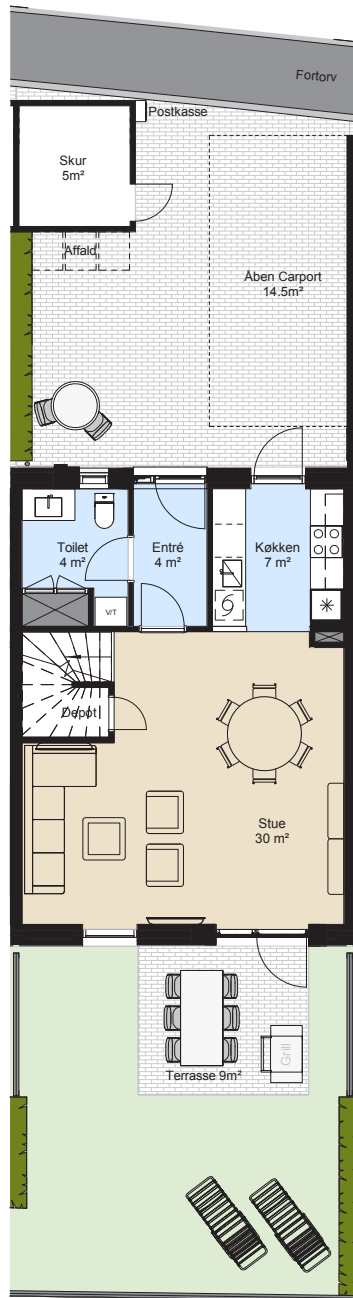 Fortorv
Postkasse
Skur
5m²
Affald
Åben Carport
14.5m²
Toilet
4 m²
Entré
4 m²
Køkken
7 m²
V/T
Depot
Stue
30 m²
Grill
Terrasse 9m²